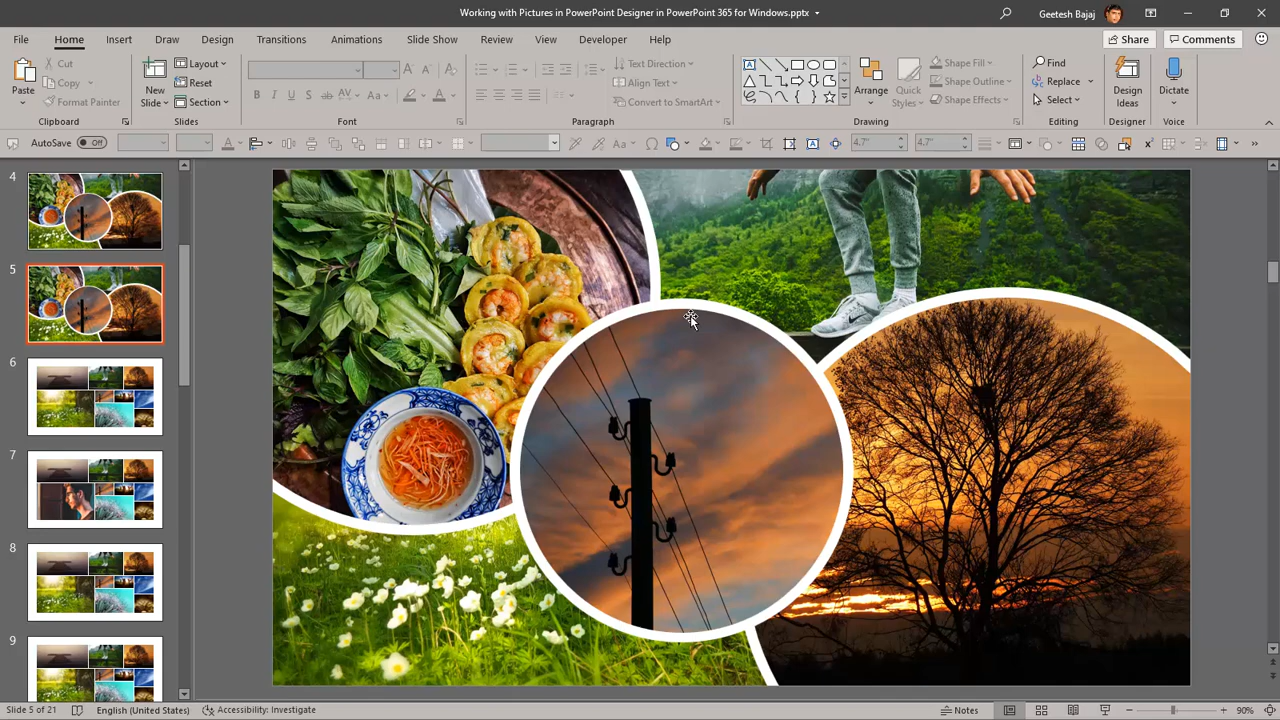 Working with Pictures in PowerPoint Designer in PowerPoint 365 for Windows.pptx
Geetesh Bajaj
File Home Insert Draw Design Transitions Animations Slide Show Review View Developer Help Share Comments
Cut Layout Text Direction Shape Fill Find
Copy Reset Align Text Shape Outline Replace
Format Painter Section Convert to SmartArt Shape Effects Select
Paste New Slide Arrange Quick Styles Design Ideas Dictate
Clipboard Slides Font Paragraph Drawing Editing Designer Voice
AutoSave Off 4.7" 4.7"
4
5
6
7
8
9
Slide 5 of 21 English (United States) Accessibility: Investigate Notes 90%